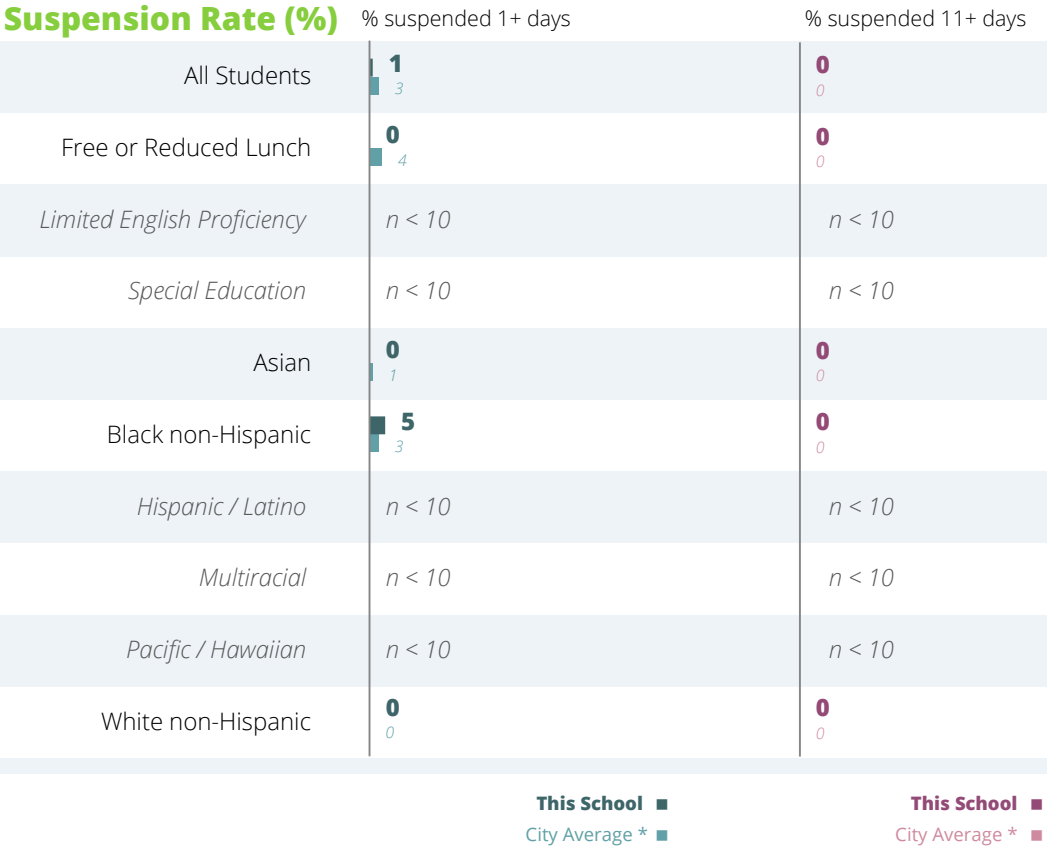 Suspension Rate (%) % suspended 1+ days % suspended 11+ days
All Students 1 0
3 0
Free or Reduced Lunch 0 0
4 0
Limited English Proficiency n < 10 n < 10
Special Education n < 10 n < 10
Asian 0 0
1 0
Black non-Hispanic 5 0
3 0
Hispanic / Latino n < 10 n < 10
Multiracial n < 10 n < 10
Pacific / Hawaiian n < 10 n < 10
White non-Hispanic 0 0
0 0
This School This School
City Average * City Average *